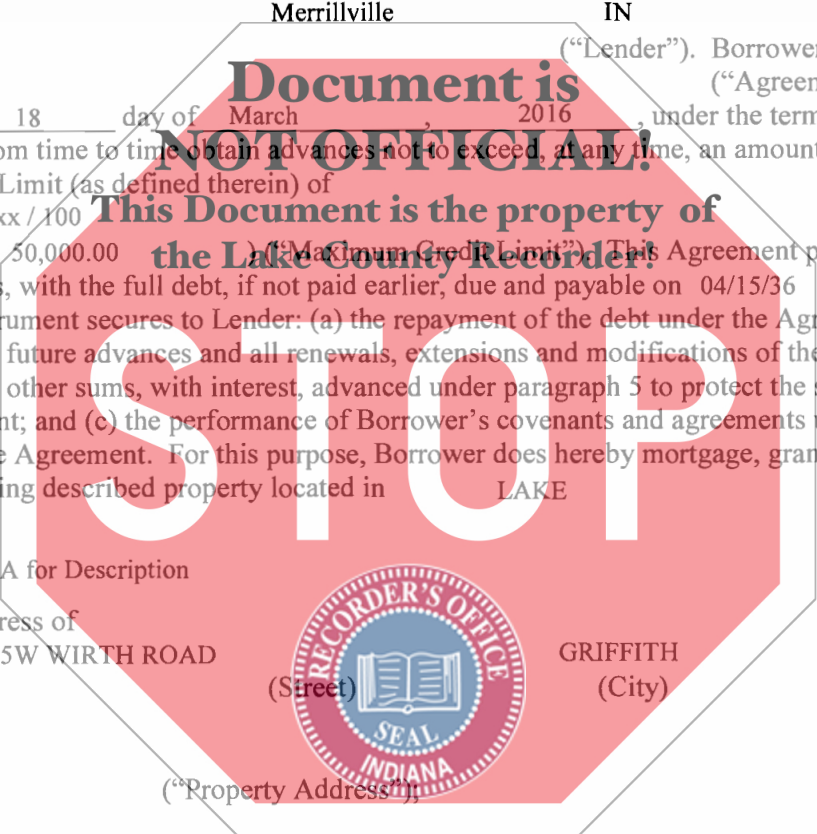 Merrillville IN
("Lender"). Borrower
Document is
("Agreen
18 day of March , 2016 , under the term
NOT OFFICIAL!
om time to time obtain advances not to exceed, at any time, an amount
Limit (as defined therein) of
xx / 100
This Document is the property of
50,000.00 ) ("Maximum Credit Limit"). This Agreement p
the Lake County Recorder!
s, with the full debt, if not paid earlier, due and payable on 04/15/36
rument secures to Lender: (a) the repayment of the debt under the Agr
future advances and all renewals, extensions and modifications of the
other sums, with interest, advanced under paragraph 5 to protect the s
nt; and (c) the performance of Borrower's covenants and agreements u
e Agreement. For this purpose, Borrower does hereby mortgage, gran
ing described property located in LAKE
STOP
A for Description
ress of
5W WIRTH ROAD GRIFFITH
(Street) (City)
RECORDER'S OFFICE
SEAL
INDIANA
("Property Address");